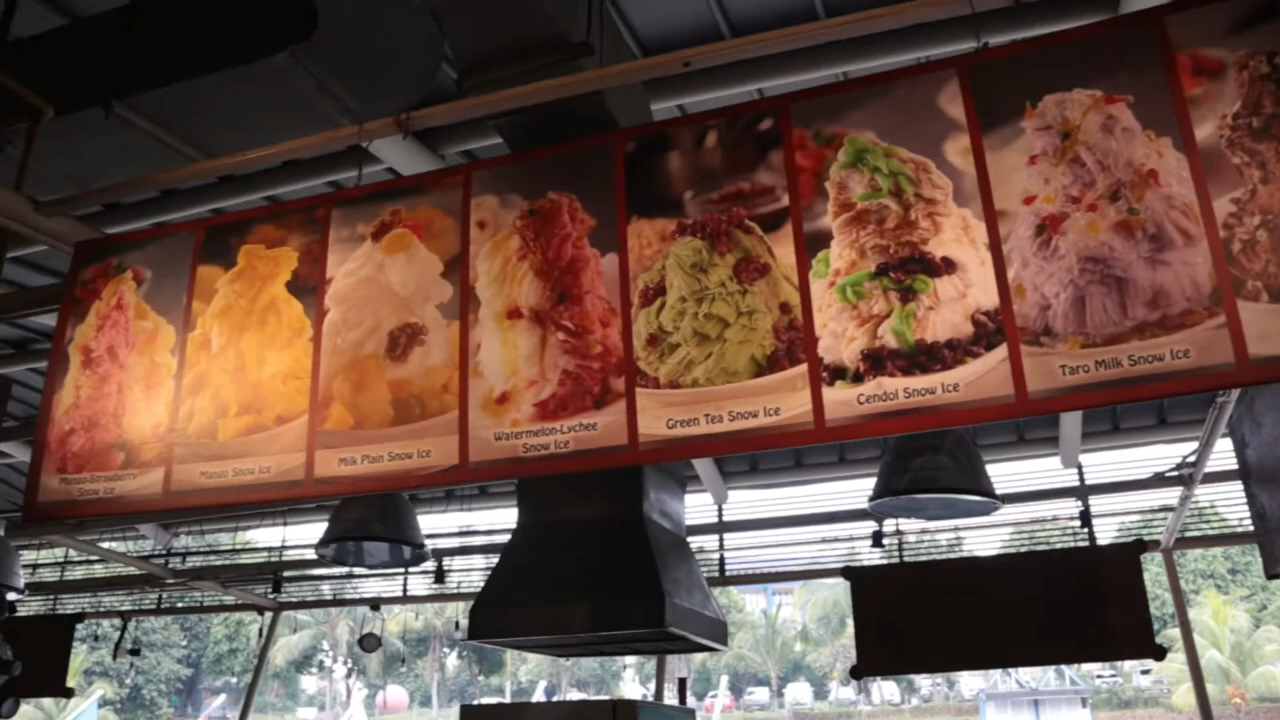 Mango-Strawberry
Snow Ice
Mango Snow Ice
Milk Plain Snow Ice
Watermelon-Lychee
Snow Ice
Green Tea Snow Ice
Cendol Snow Ice
Taro Milk Snow Ice